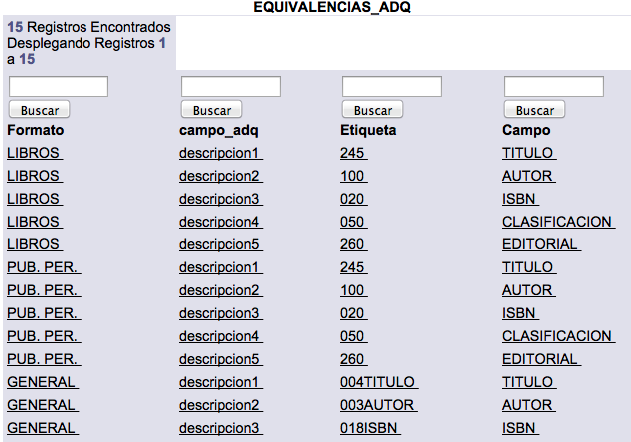 EQUIVALENCIAS_ADQ
15 Registros Encontrados
Desplegando Registros 1
a 15
Buscar Buscar Buscar Buscar
Formato campo_adq Etiqueta Campo
LIBROS descripcion1 245 TITULO
LIBROS descripcion2 100 AUTOR
LIBROS descripcion3 020 ISBN
LIBROS descripcion4 050 CLASIFICACION
LIBROS descripcion5 260 EDITORIAL
PUB. PER. descripcion1 245 TITULO
PUB. PER. descripcion2 100 AUTOR
PUB. PER. descripcion3 020 ISBN
PUB. PER. descripcion4 050 CLASIFICACION
PUB. PER. descripcion5 260 EDITORIAL
GENERAL descripcion1 004TITULO TITULO
GENERAL descripcion2 003AUTOR AUTOR
GENERAL descripcion3 018ISBN ISBN